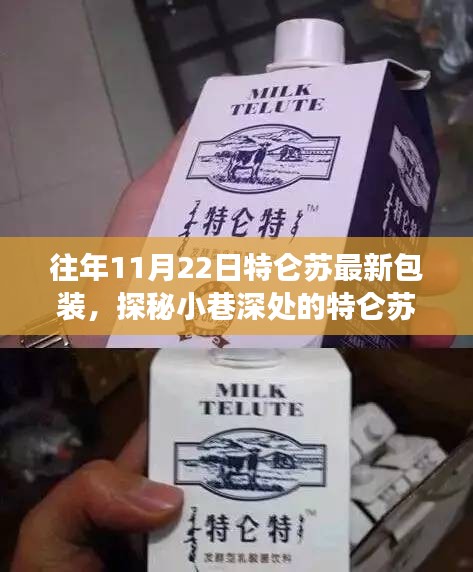 MILK
TELUTE
特仑特™
往年11月22日特仑苏最新包
装，探秘小巷深处的特仑苏
MILK
TELUTE
特仑特
发酵型乳酸菌饮料